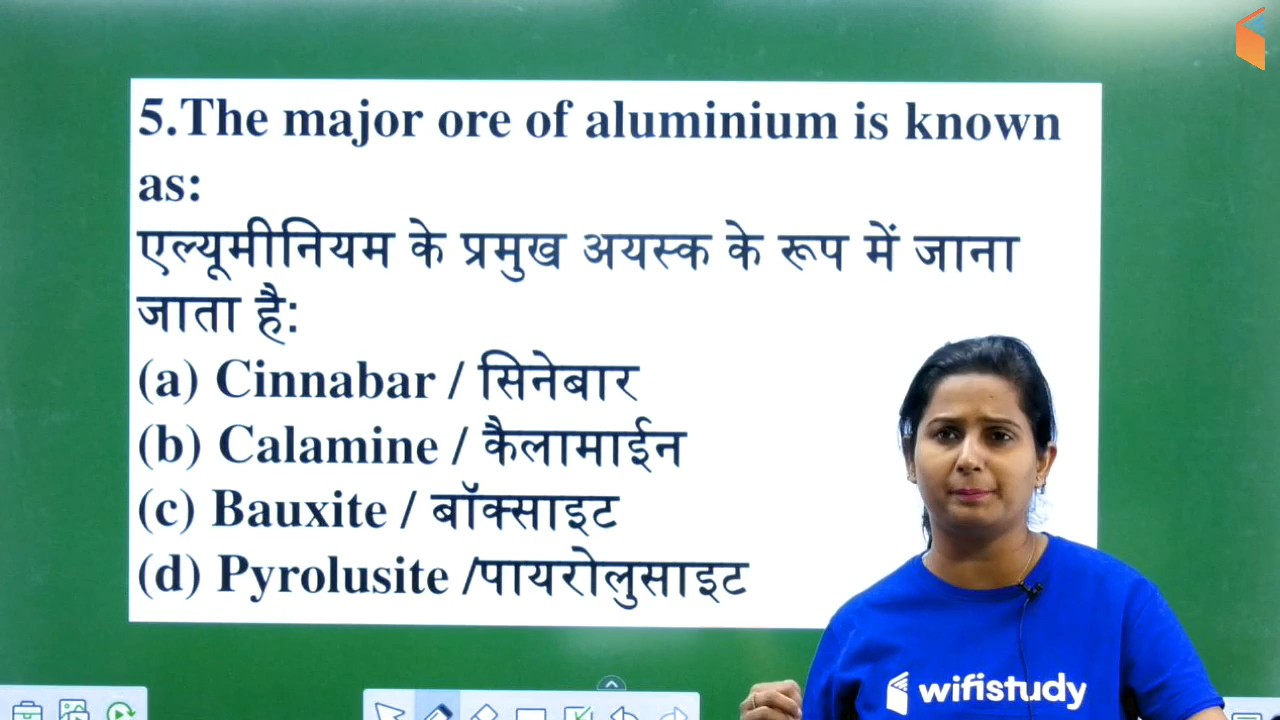 5.The major ore of aluminium is known
as:
एल्यूमीनियम के प्रमुख अयस्क के रूप में जाना
जाता है:
(a) Cinnabar / सिनेबार
(b) Calamine / कैलामाईन
(c) Bauxite / बॉक्साइट
(d) Pyrolusite /पायरोलुसाइट
wifistudy